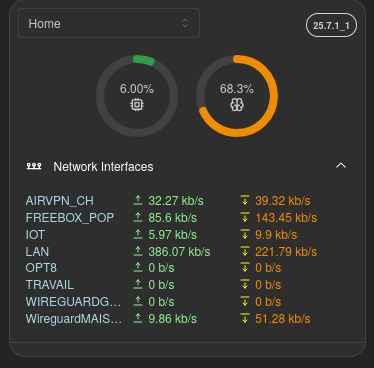 Home
25.7.1_1
6.00%
68.3%
Network Interfaces
AIRVPN_CH 32.27 kb/s 39.32 kb/s
FREEBOX_POP 85.6 kb/s 143.45 kb/s
IOT 5.97 kb/s 9.9 kb/s
LAN 386.07 kb/s 221.79 kb/s
OPT8 0 b/s 0 b/s
TRAVAIL 0 b/s 0 b/s
WIREGUARDG... 0 b/s 0 b/s
WireguardMAIS... 9.86 kb/s 51.28 kb/s